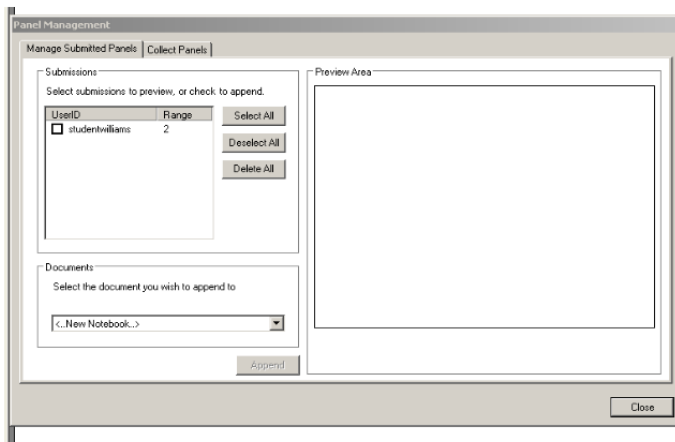 Panel Management
Manage Submitted Panels
Collect Panels
Submissions
Select submissions to preview, or check to append.
UserID Range
studentwilliams 2
Select All
Deselect All
Delete All
Documents
Select the document you wish to append to
<..New Notebook..>
Append
Preview Area
Close